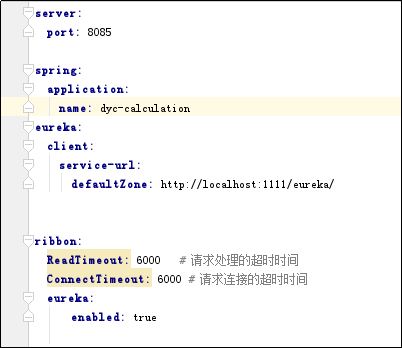 server:
  port: 8085
spring:
  application:
    name: dyc-calculation
eureka:
  client:
    service-url:
      defaultZone: http://localhost:1111/eureka/
ribbon:
  ReadTimeout: 6000   # 请求处理的超时时间
  ConnectTimeout: 6000 # 请求连接的超时时间
  eureka:
      enabled: true